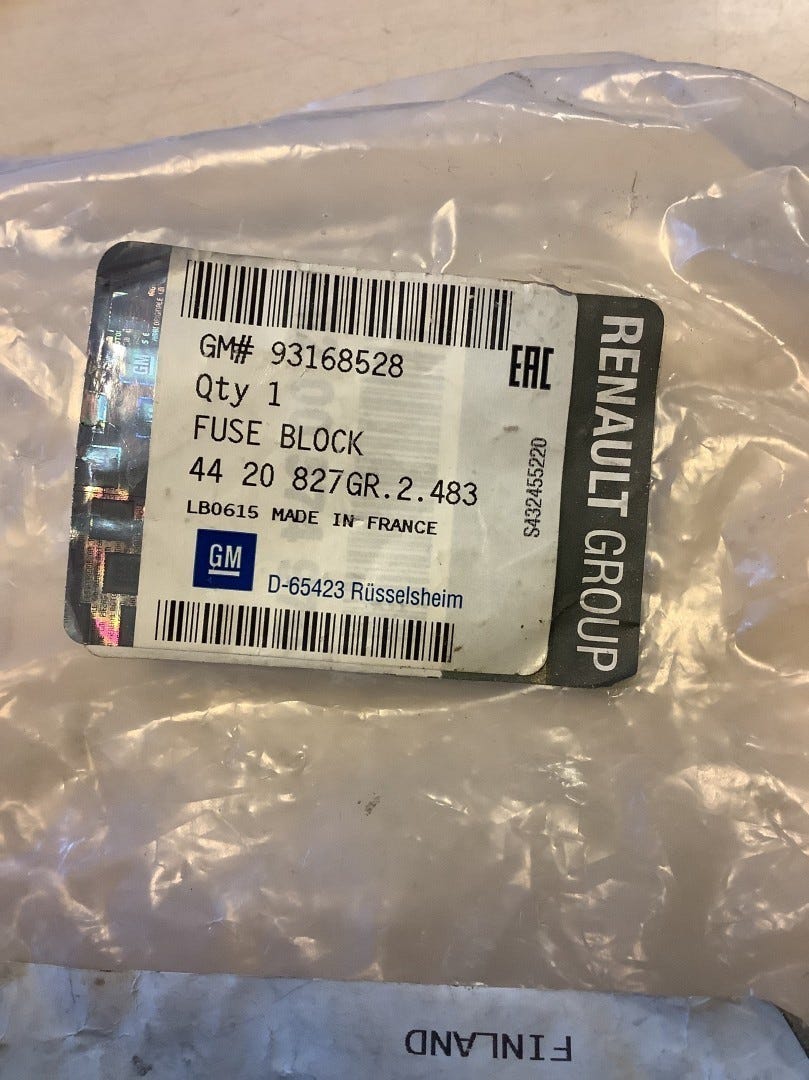 GM# 93168528
Qty 1
FUSE BLOCK
44 20 827GR.2.483
LB0615 MADE IN FRANCE
GM
D-65423 Rüsselsheim
EAC
S432455220
RENAULT GROUP
GM
FINLAND